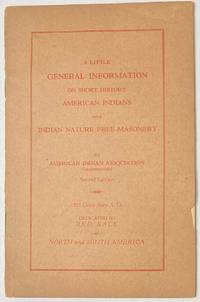 A LITTLE
GENERAL INFORMATION
ON SHORT HISTORY
AMERICAN INDIANS
AND
INDIAN NATURE FREE-MASONRY
BY
AMERICAN INDIAN ASSOCIATION
Second
DEDICATED TO
RED RACE
OF
NORTH and SOUTH AMERICA